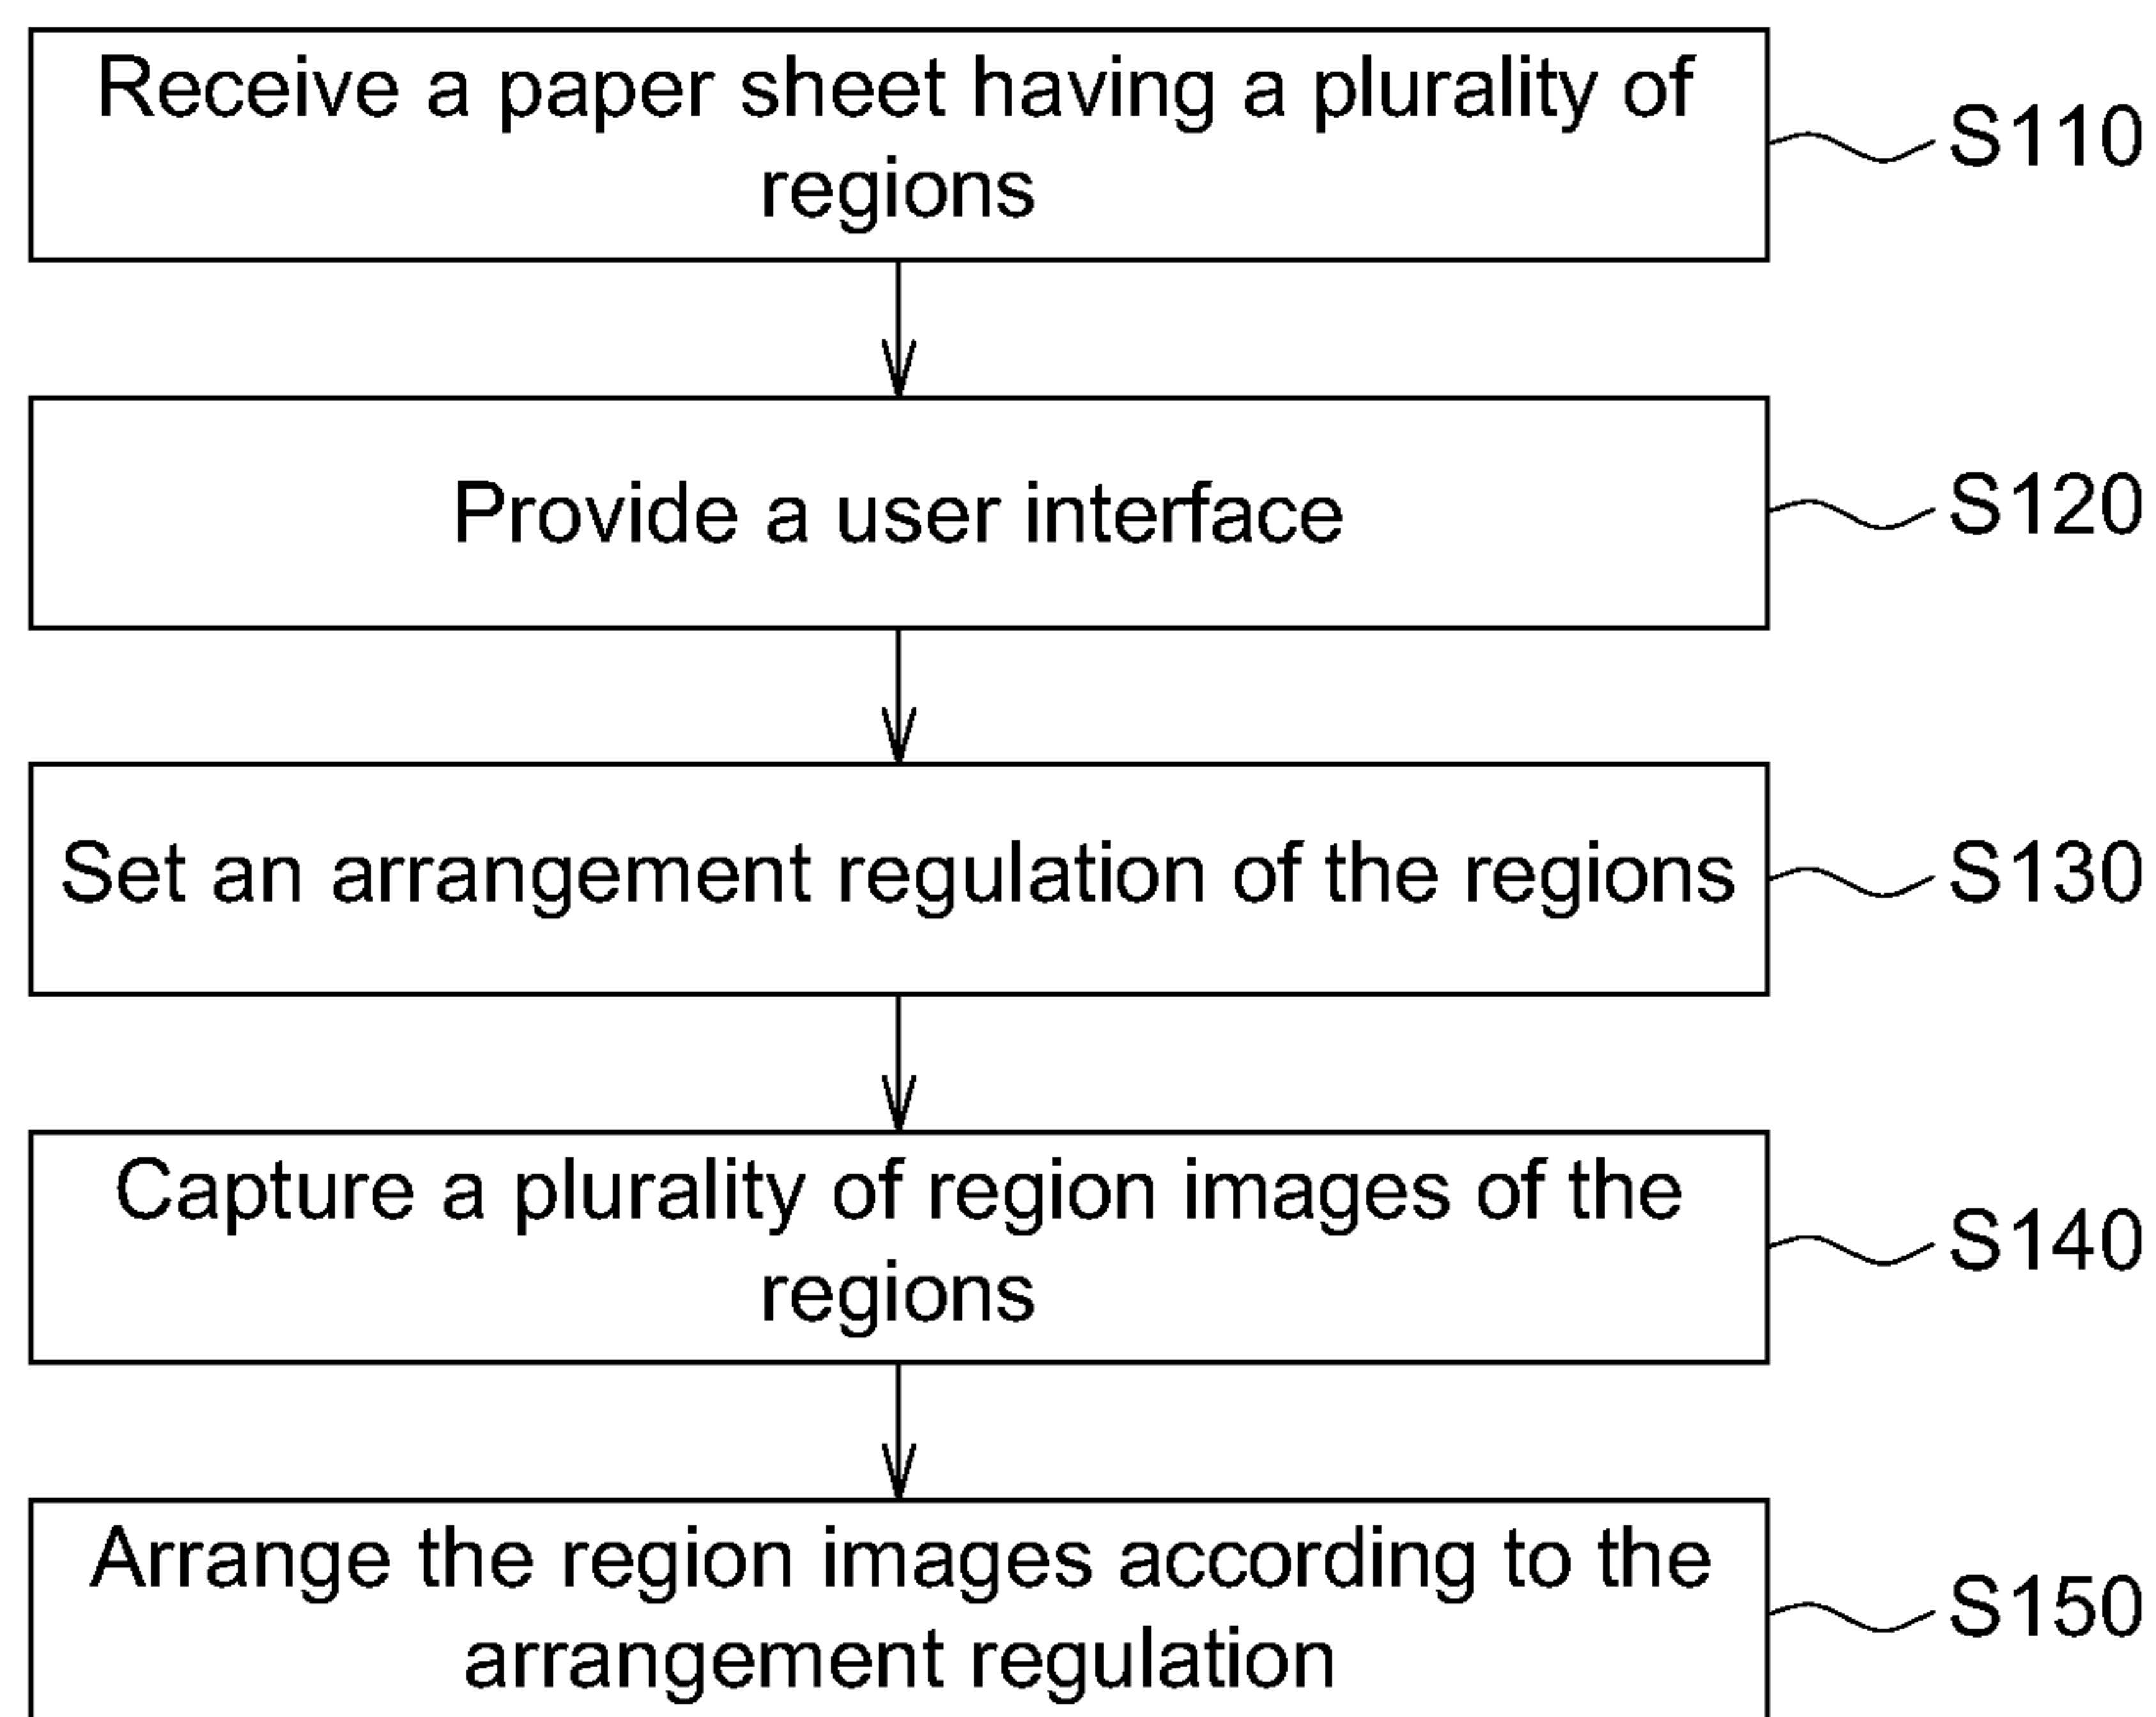 Receive a paper sheet having a plurality of
regions
S110
Provide a user interface
S120
Set an arrangement regulation of the regions
S130
Capture a plurality of region images of the
regions
S140
Arrange the region images according to the
arrangement regulation
S150